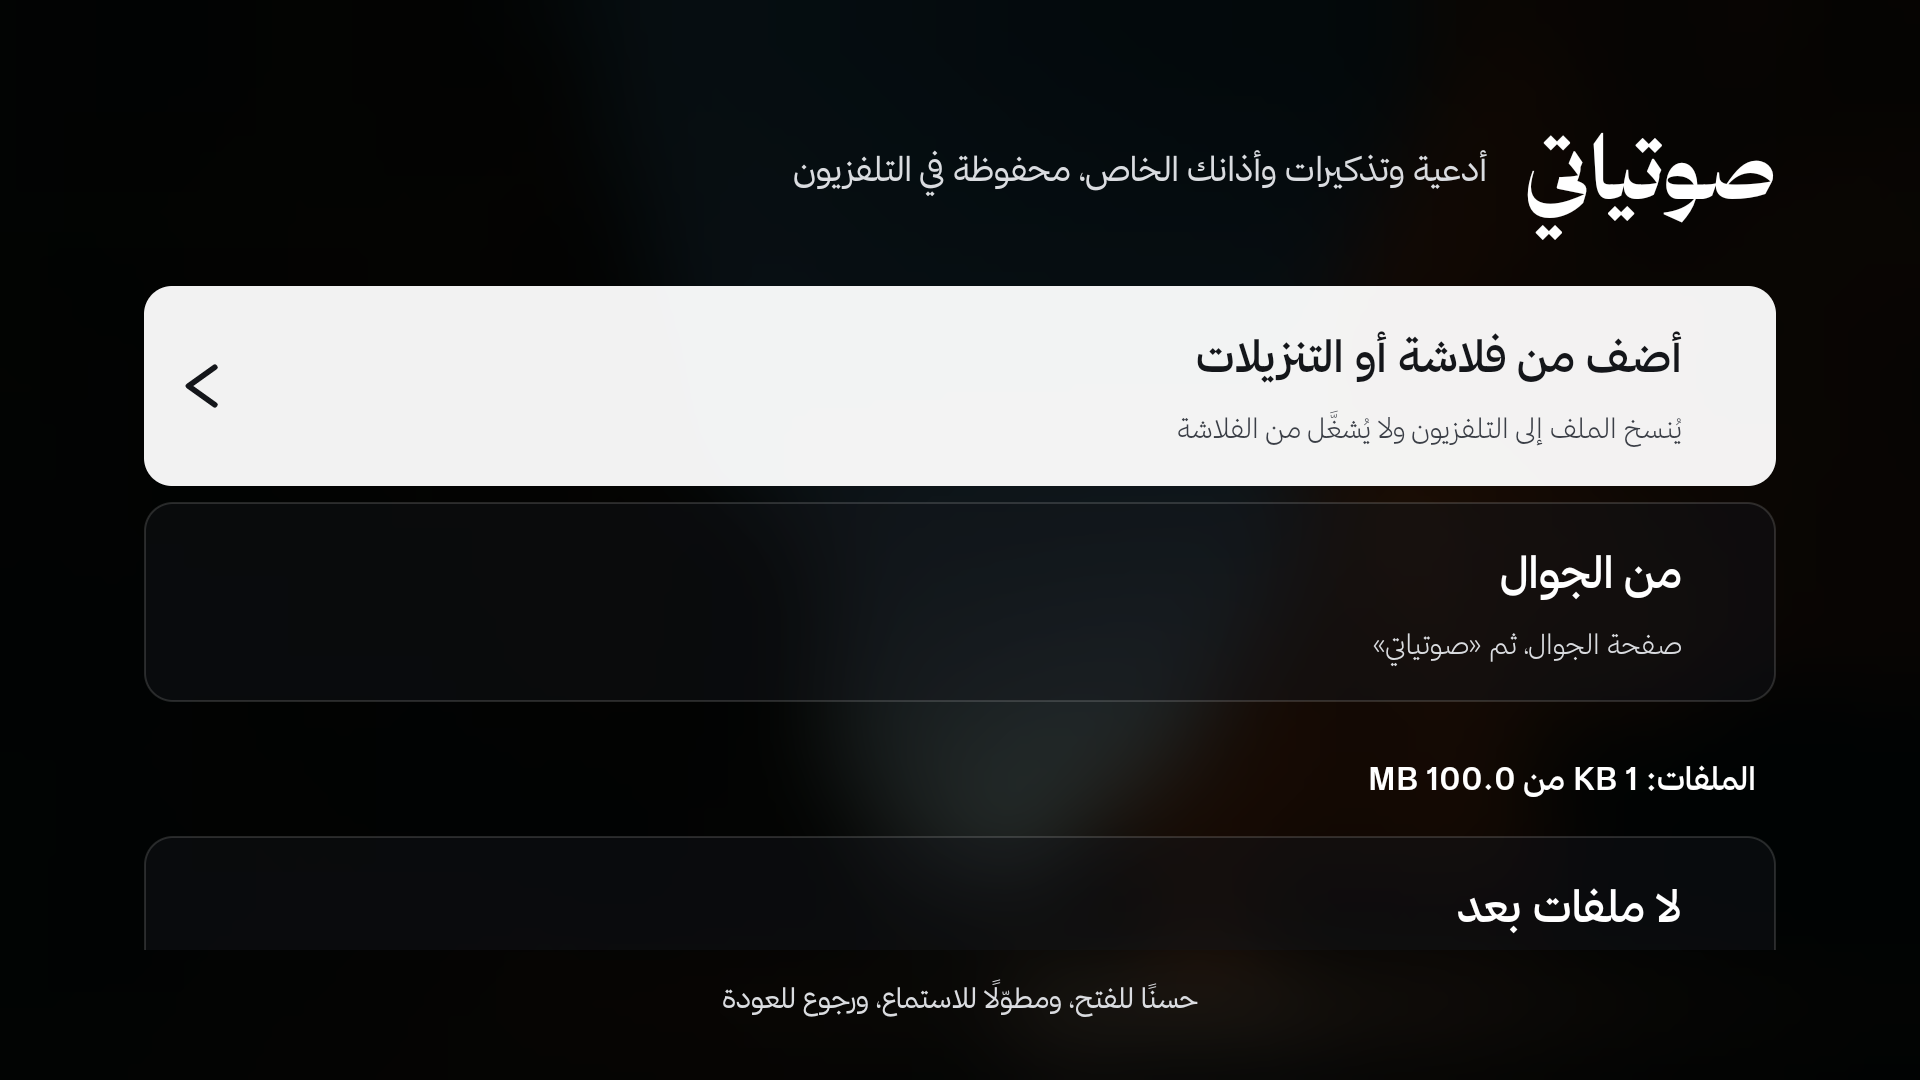 صوتياتي
أدعية وتذكيرات وأذانك الخاص، محفوظة في التلفزيون
أضف من فلاشة أو التنزيلات
يُنسخ الملف إلى التلفزيون ولا يُشغَّل من الفلاشة
من الجوال
صفحة الجوال، ثم «صوتياتي»
الملفات: 1 KB من 100.0 MB
لا ملفات بعد
حسنًا للفتح، ومطوّلًا للاستماع، ورجوع للعودة